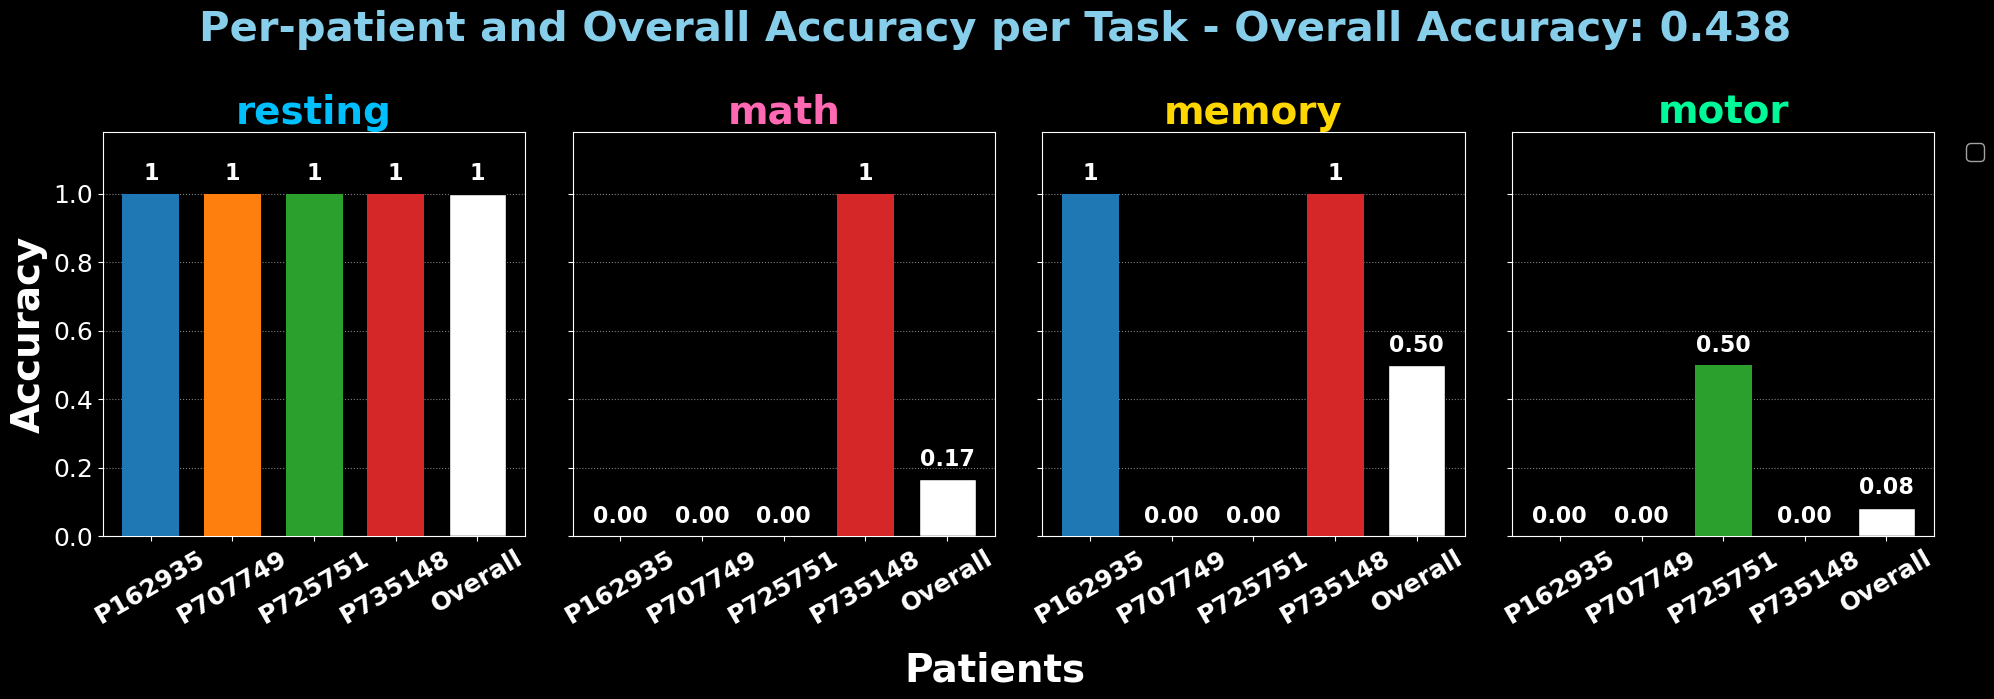 Per-patient and Overall Accuracy per Task - Overall Accuracy: 0.438
resting
math
memory
motor
Accuracy
1.0
0.8
0.6
0.4
0.2
0.0
1 1 1 1 1
0.00 0.00 0.00 1 0.17
1 0.00 0.00 1 0.50
0.00 0.00 0.50 0.00 0.08
P162935 P707749 P725751 P735148 Overall
P162935 P707749 P725751 P735148 Overall
P162935 P707749 P725751 P735148 Overall
P162935 P707749 P725751 P735148 Overall
Patients